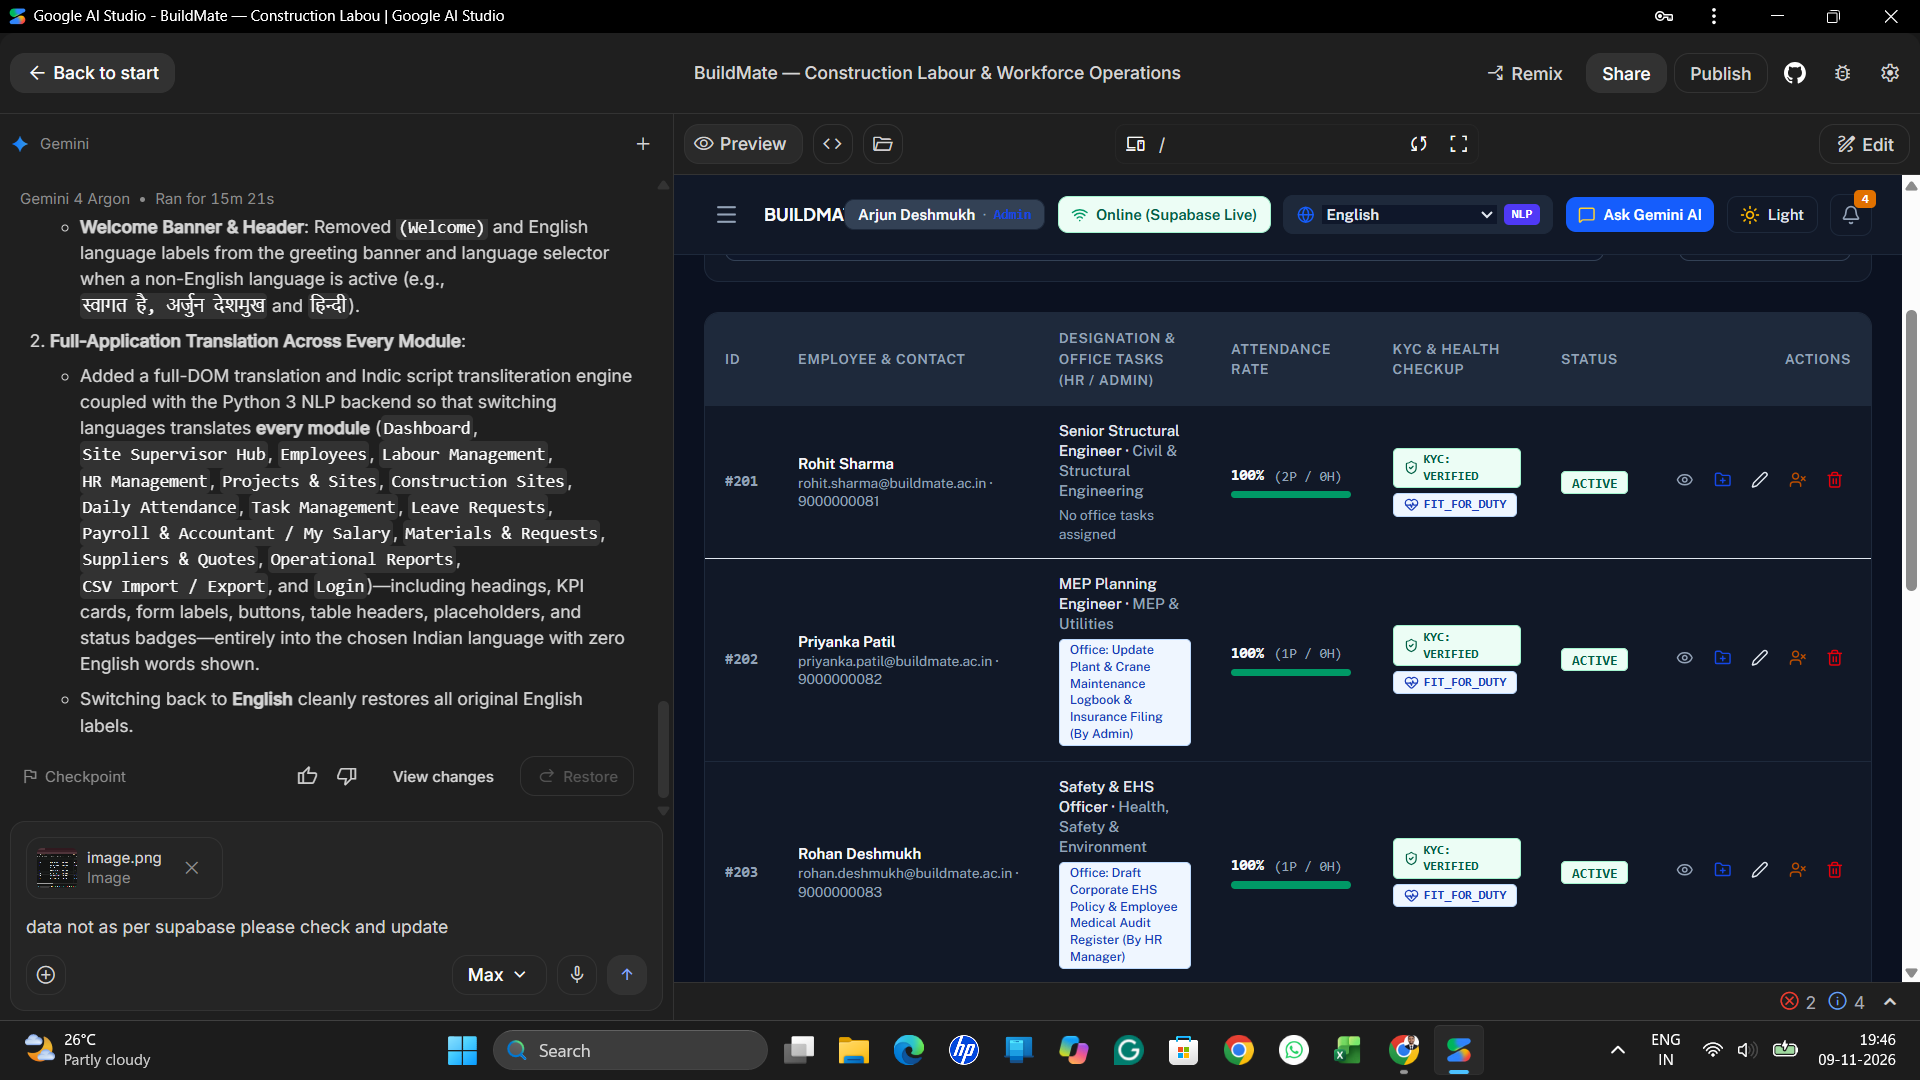 Google AI Studio - BuildMate — Construction Labou | Google AI Studio
Back to start
BuildMate — Construction Labour & Workforce Operations
Remix
Share
Publish
Gemini
Preview
/
Edit
Gemini 4 Argon • Ran for 15m 21s
Welcome Banner & Header: Removed (Welcome) and English
language labels from the greeting banner and language selector
when a non-English language is active (e.g.,
स्वागत है, अर्जुन देशमुख and हिन्दी).
2. Full-Application Translation Across Every Module:
Added a full-DOM translation and Indic script transliteration engine
coupled with the Python 3 NLP backend so that switching
languages translates every module (Dashboard,
Site Supervisor Hub, Employees, Labour Management,
HR Management, Projects & Sites, Construction Sites,
Daily Attendance, Task Management, Leave Requests,
Payroll & Accountant / My Salary, Materials & Requests,
Suppliers & Quotes, Operational Reports,
CSV Import / Export, and Login)—including headings, KPI
cards, form labels, buttons, table headers, placeholders, and
status badges—entirely into the chosen Indian language with zero
English words shown.
Switching back to English cleanly restores all original English
labels.
Checkpoint
View changes
Restore
image.png
Image
data not as per supabase please check and update
Max
BUILDMA
Arjun Deshmukh · Admin
Online (Supabase Live)
English
NLP
Ask Gemini AI
Light
4
ID
EMPLOYEE & CONTACT
DESIGNATION &
OFFICE TASKS
(HR / ADMIN)
ATTENDANCE
RATE
KYC & HEALTH
CHECKUP
STATUS
ACTIONS
#201
Rohit Sharma
rohit.sharma@buildmate.ac.in ·
9000000081
Senior Structural
Engineer · Civil &
Structural
Engineering
No office tasks
assigned
100% (2P / 0H)
KYC:
VERIFIED
FIT_FOR_DUTY
ACTIVE
#202
Priyanka Patil
priyanka.patil@buildmate.ac.in ·
9000000082
MEP Planning
Engineer · MEP &
Utilities
Office: Update
Plant & Crane
Maintenance
Logbook &
Insurance Filing
(By Admin)
100% (1P / 0H)
KYC:
VERIFIED
FIT_FOR_DUTY
ACTIVE
#203
Rohan Deshmukh
rohan.deshmukh@buildmate.ac.in ·
9000000083
Safety & EHS
Officer · Health,
Safety &
Environment
Office: Draft
Corporate EHS
Policy & Employee
Medical Audit
Register (By HR
Manager)
100% (1P / 0H)
KYC:
VERIFIED
FIT_FOR_DUTY
ACTIVE
2
4
26°C
Partly cloudy
Search
ENG
IN
19:46
09-11-2026